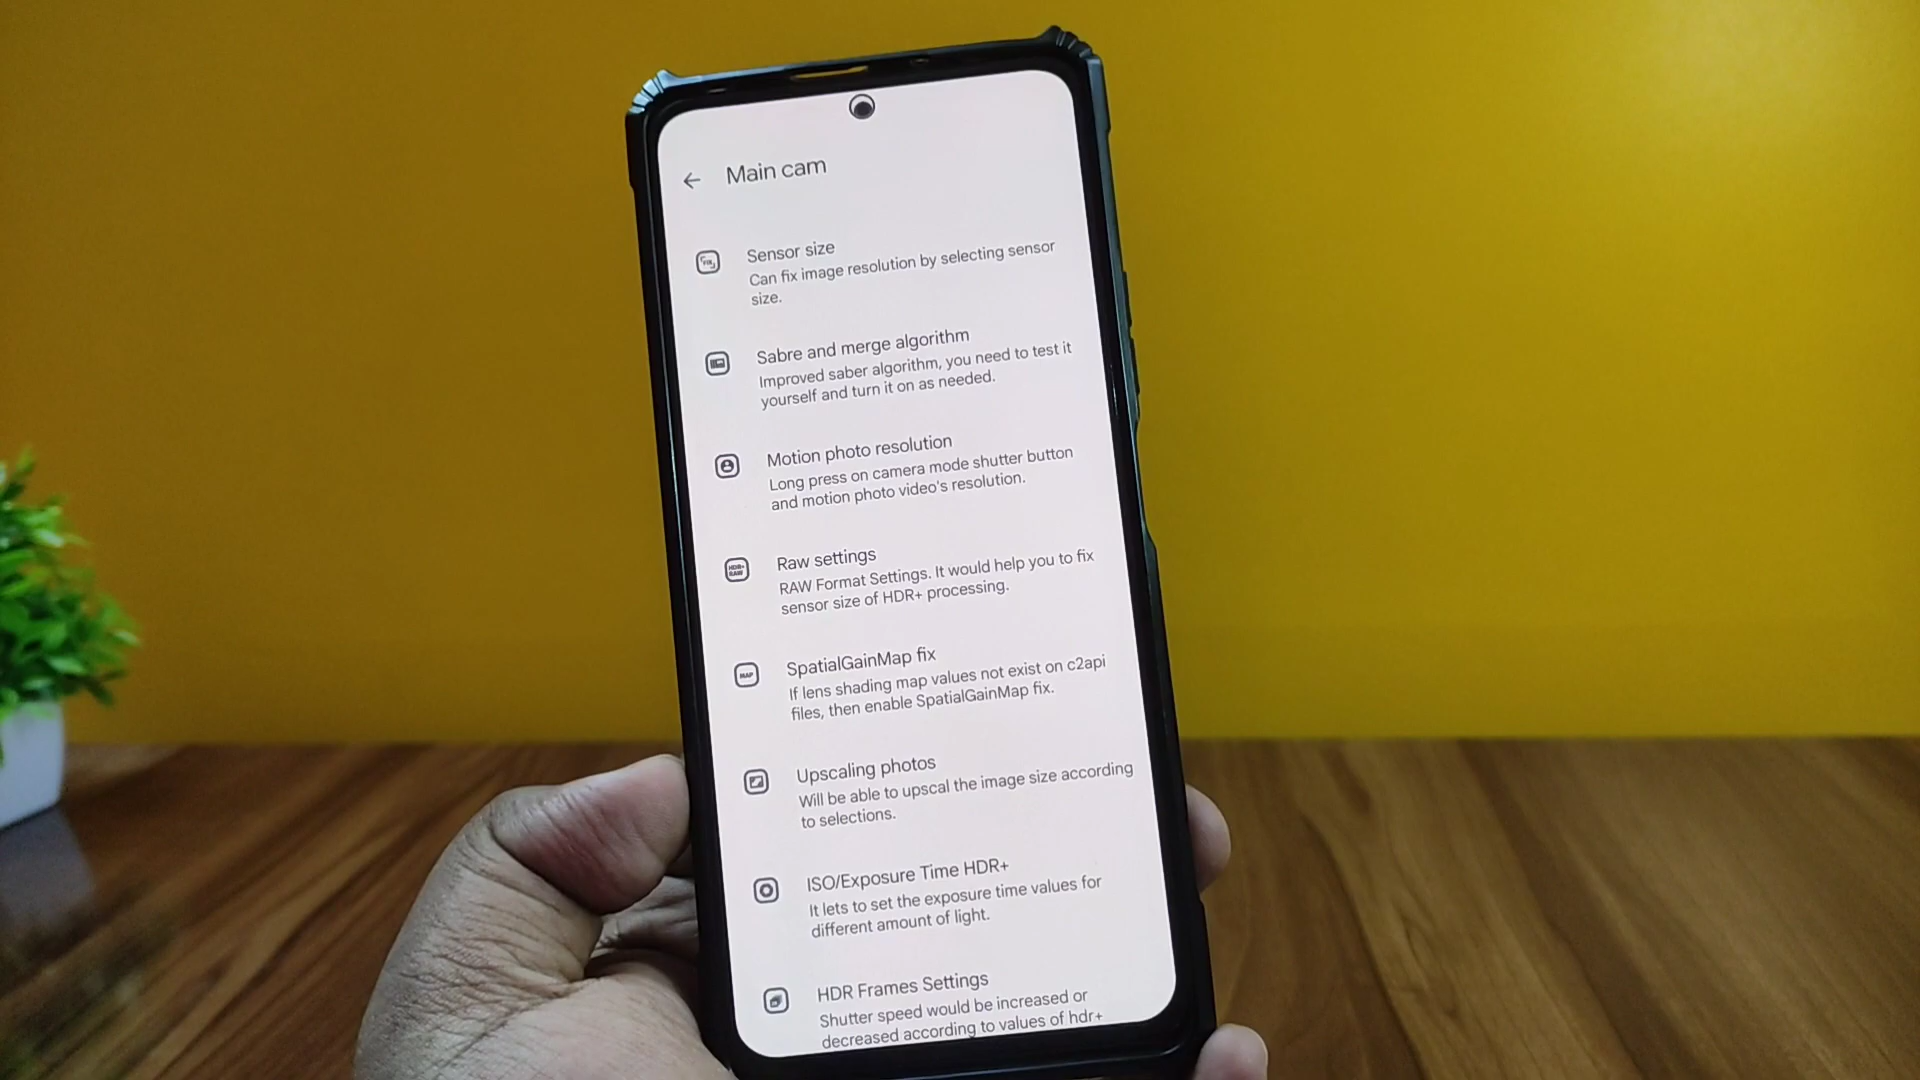 Main cam
Sensor size
Can fix image resolution by selecting sensor
size.
Sabre and merge algorithm
Improved saber algorithm, you need to test it
yourself and turn it on as needed.
Motion photo resolution
Long press on camera mode shutter button
and motion photo video's resolution.
HDR+
RAW
Raw settings
RAW Format Settings. It would help you to fix
sensor size of HDR+ processing.
MAP
SpatialGainMap fix
If lens shading map values not exist on c2api
files, then enable SpatialGainMap fix.
Upscaling photos
Will be able to upscal the image size according
to selections.
ISO/Exposure Time HDR+
It lets to set the exposure time values for
different amount of light.
HDR Frames Settings
Shutter speed would be increased or
decreased according to values of hdr+